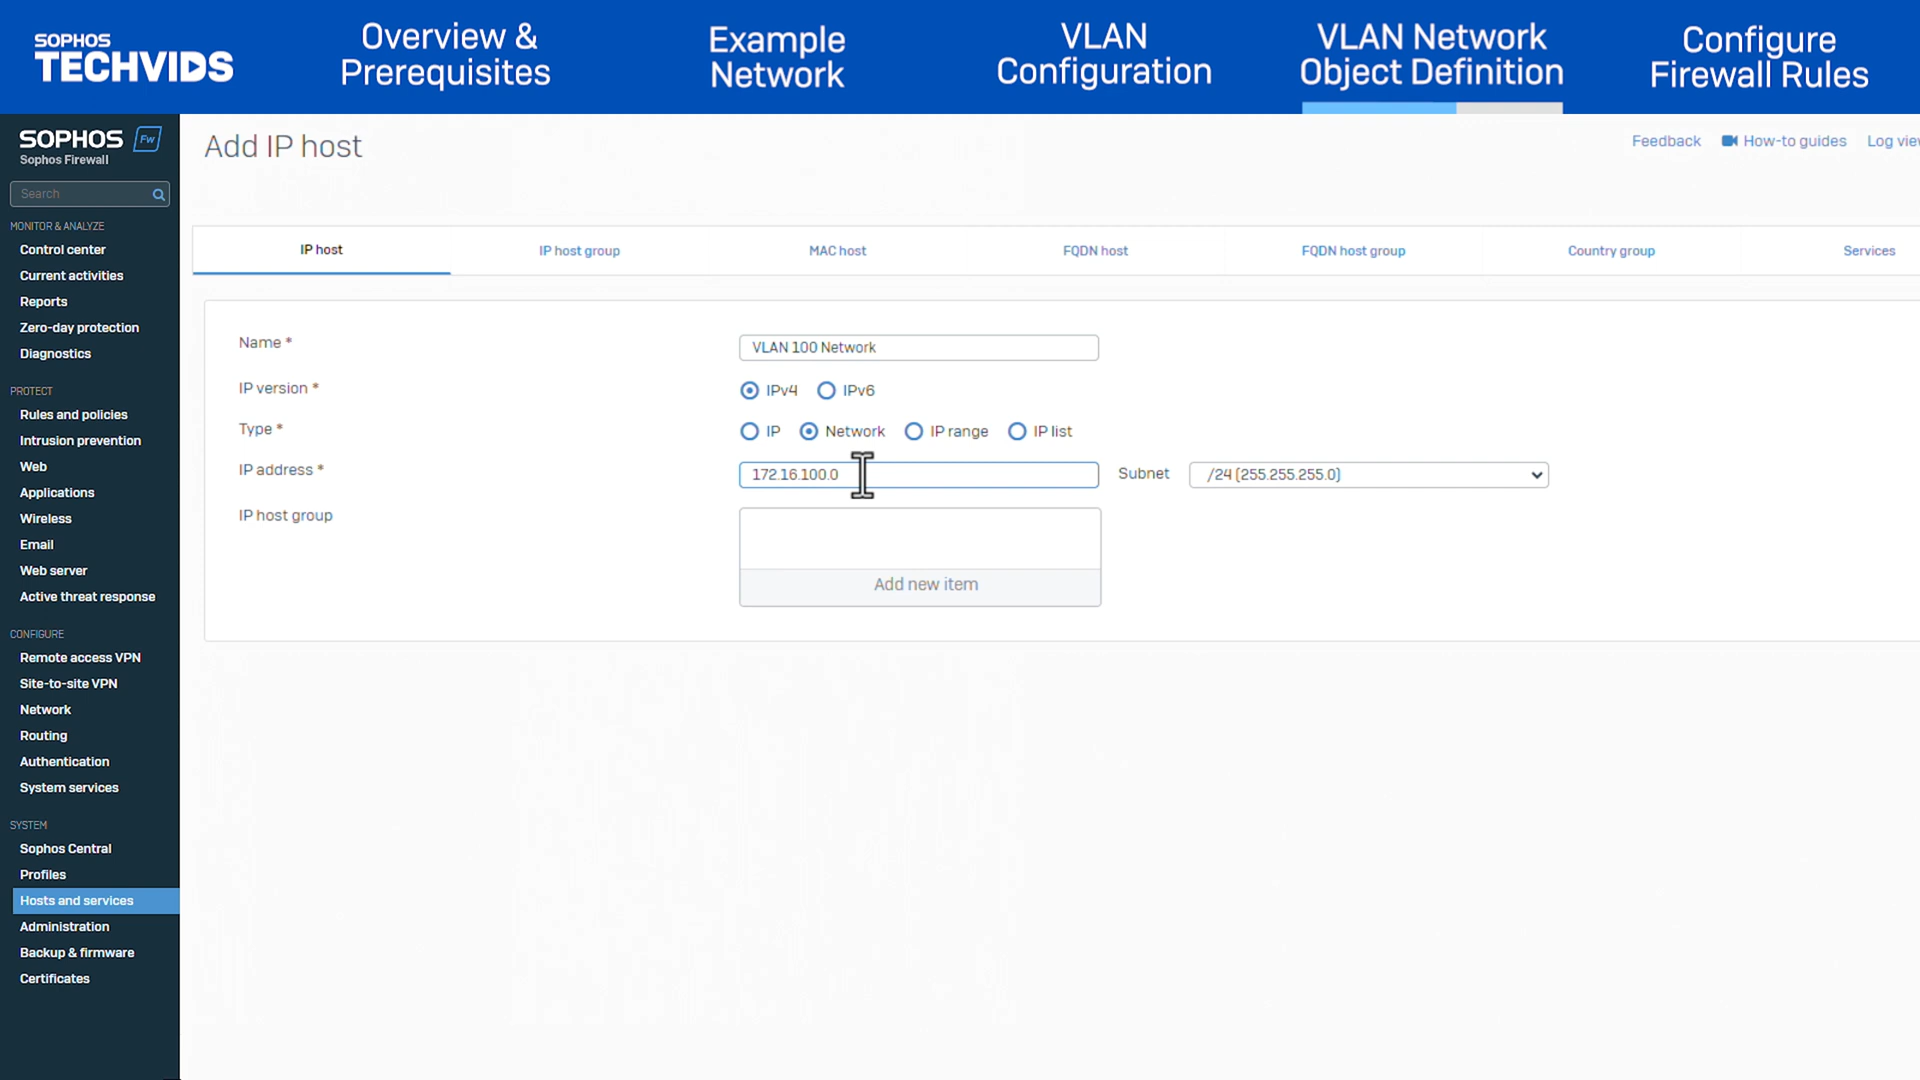 SOPHOS
TECHVIDS
Overview &
Prerequisites
Example
Network
VLAN
Configuration
VLAN Network
Object Definition
Configure
Firewall Rules
SOPHOS Fw
Sophos Firewall
Search
MONITOR & ANALYZE
Control center
Current activities
Reports
Zero-day protection
Diagnostics
PROTECT
Rules and policies
Intrusion prevention
Web
Applications
Wireless
Email
Web server
Active threat response
CONFIGURE
Remote access VPN
Site-to-site VPN
Network
Routing
Authentication
System services
SYSTEM
Sophos Central
Profiles
Hosts and services
Administration
Backup & firmware
Certificates
Add IP host
Feedback How-to guides Log vie
IP host IP host group MAC host FQDN host FQDN host group Country group Services
Name * VLAN 100 Network
IP version * IPv4 IPv6
Type * IP Network IP range IP list
IP address * 172.16.100.0 Subnet /24 (255.255.255.0)
IP host group
Add new item